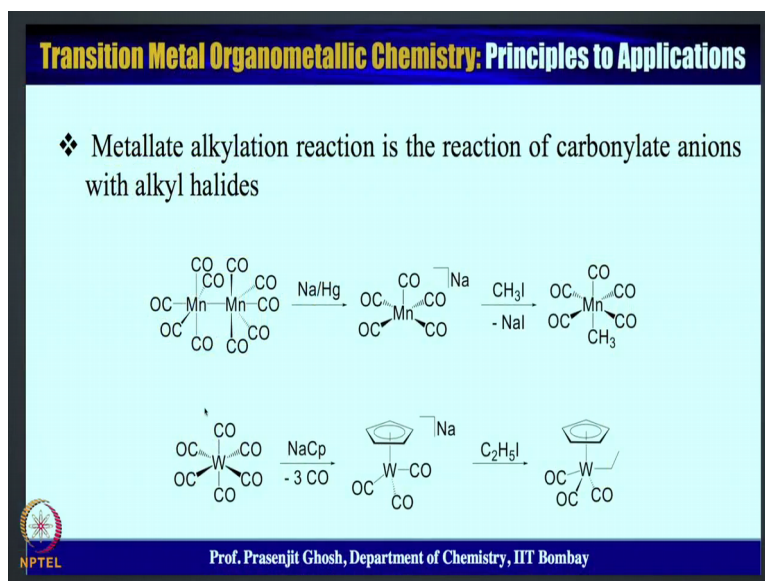 Transition Metal Organometallic Chemistry: Principles to Applications
❖ Metallate alkylation reaction is the reaction of carbonylate anions
with alkyl halides
CO CO
CO CO
OC Mn Mn CO
OC CO
CO CO
Na/Hg
CO Na
OC CO
Mn
OC CO
CH3I
- NaI
CO
OC CO
Mn
OC CO
CH3
CO
OC CO
W
OC CO
CO
NaCp
- 3 CO
Na
W CO
OC
CO
C2H5I
OC W
OC CO
NPTEL
Prof. Prasenjit Ghosh, Department of Chemistry, IIT Bombay